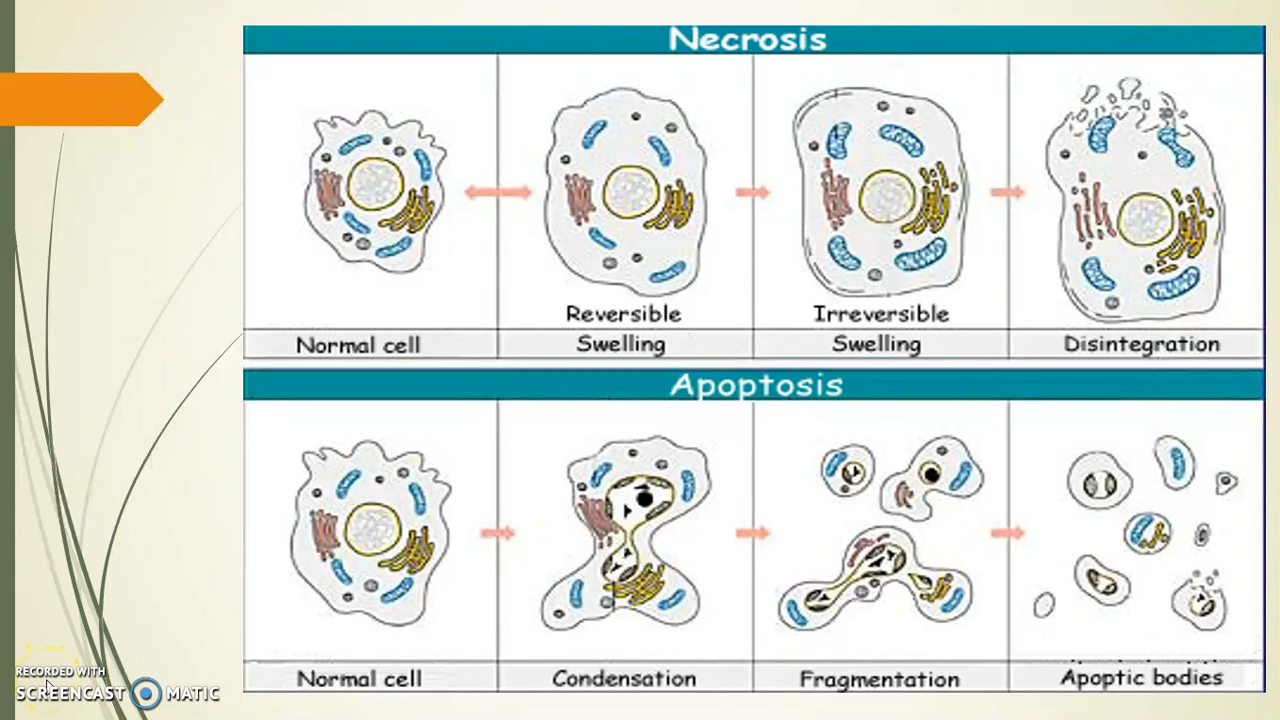 Necrosis
Reversible
Irreversible
Normal cell
Swelling
Swelling
Disintegration
Apoptosis
Normal cell
Condensation
Fragmentation
Apoptic bodies
RECORDED WITH
SCREENCAST MATIC